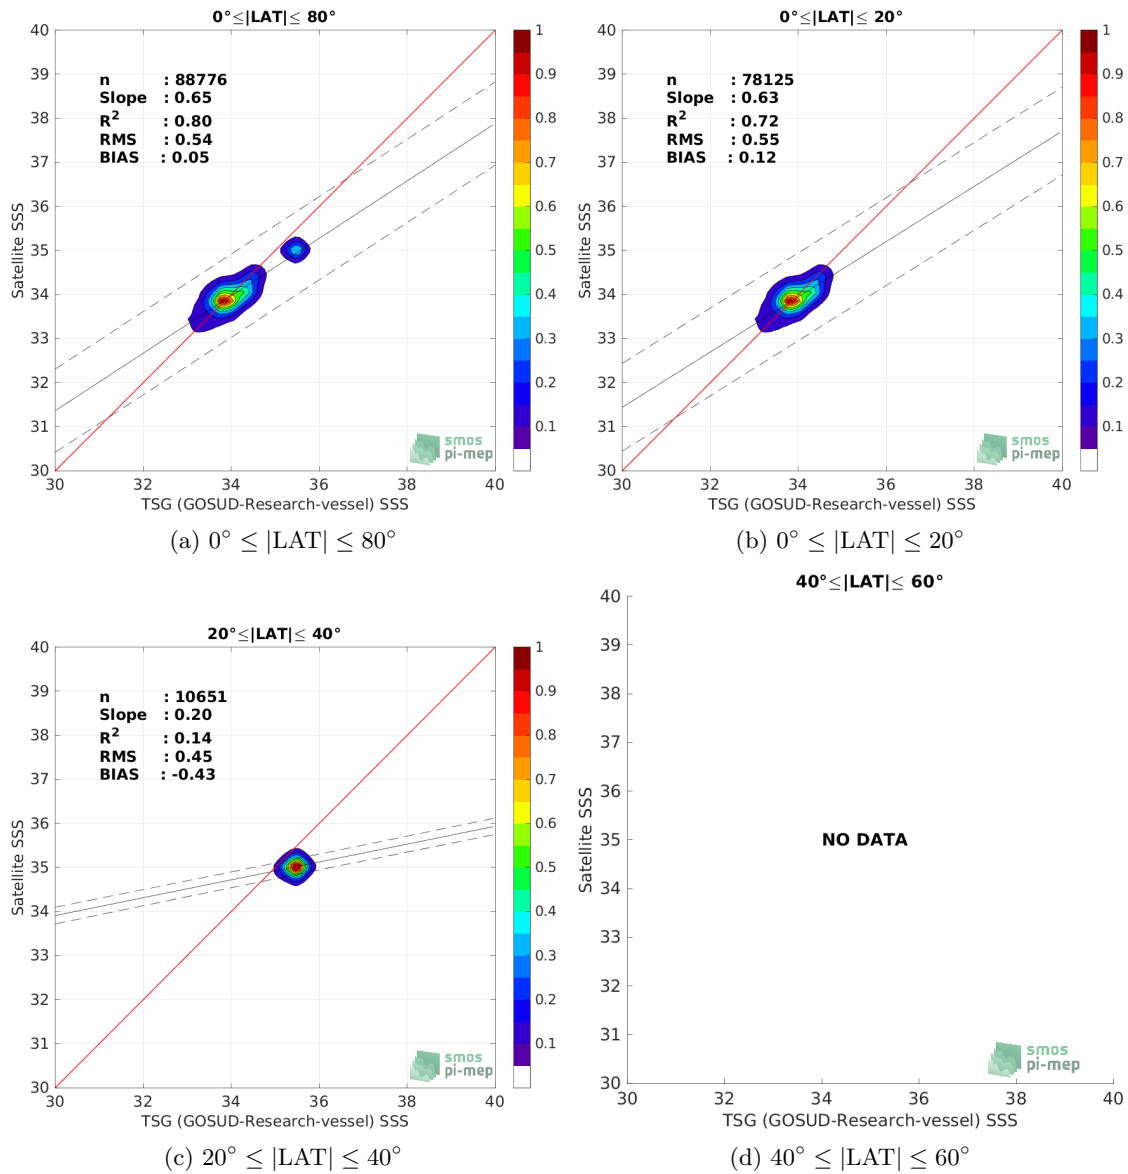 0°≤|LAT|≤ 80°
40
39
38
37
36
35
34
33
32
31
30
Satellite SSS
n : 88776
Slope : 0.65
R² : 0.80
RMS : 0.54
BIAS : 0.05
1
0.9
0.8
0.7
0.6
0.5
0.4
0.3
0.2
0.1
smos
pi-mep
30 32 34 36 38 40
TSG (GOSUD-Research-vessel) SSS
(a) 0° ≤ |LAT| ≤ 80°
0°≤|LAT|≤ 20°
40
39
38
37
36
35
34
33
32
31
30
Satellite SSS
n : 78125
Slope : 0.63
R² : 0.72
RMS : 0.55
BIAS : 0.12
1
0.9
0.8
0.7
0.6
0.5
0.4
0.3
0.2
0.1
smos
pi-mep
30 32 34 36 38 40
TSG (GOSUD-Research-vessel) SSS
(b) 0° ≤ |LAT| ≤ 20°
20°≤|LAT|≤ 40°
40
39
38
37
36
35
34
33
32
31
30
Satellite SSS
n : 10651
Slope : 0.20
R² : 0.14
RMS : 0.45
BIAS : -0.43
1
0.9
0.8
0.7
0.6
0.5
0.4
0.3
0.2
0.1
smos
pi-mep
30 32 34 36 38 40
TSG (GOSUD-Research-vessel) SSS
(c) 20° ≤ |LAT| ≤ 40°
40°≤|LAT|≤ 60°
40
39
38
37
36
35
34
33
32
31
30
Satellite SSS
NO DATA
smos
pi-mep
30 32 34 36 38 40
TSG (GOSUD-Research-vessel) SSS
(d) 40° ≤ |LAT| ≤ 60°